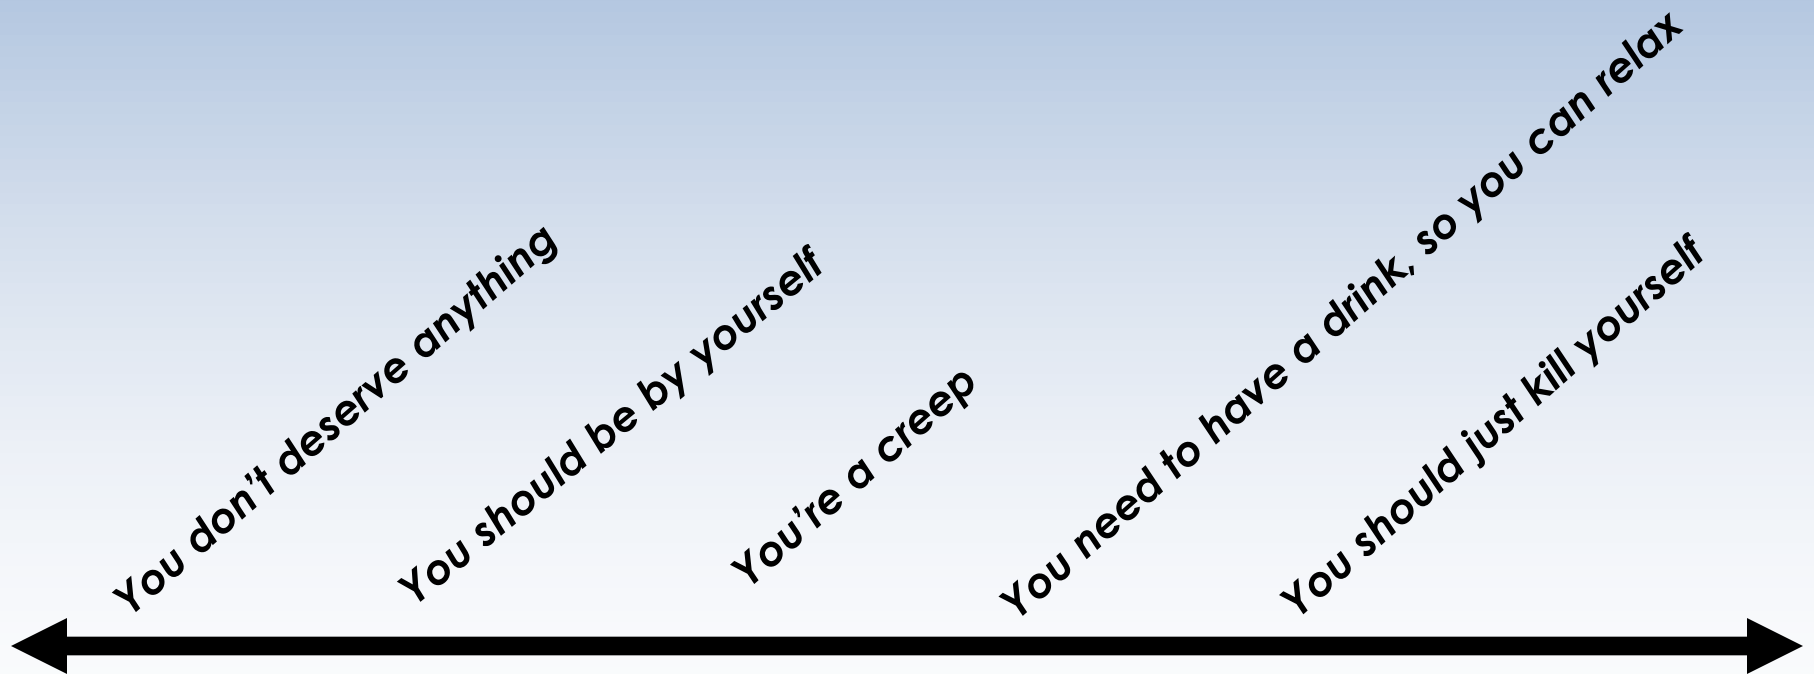 You don't deserve anything
You should be by yourself
You're a creep
You need to have a drink, so you can relax
You should just kill yourself